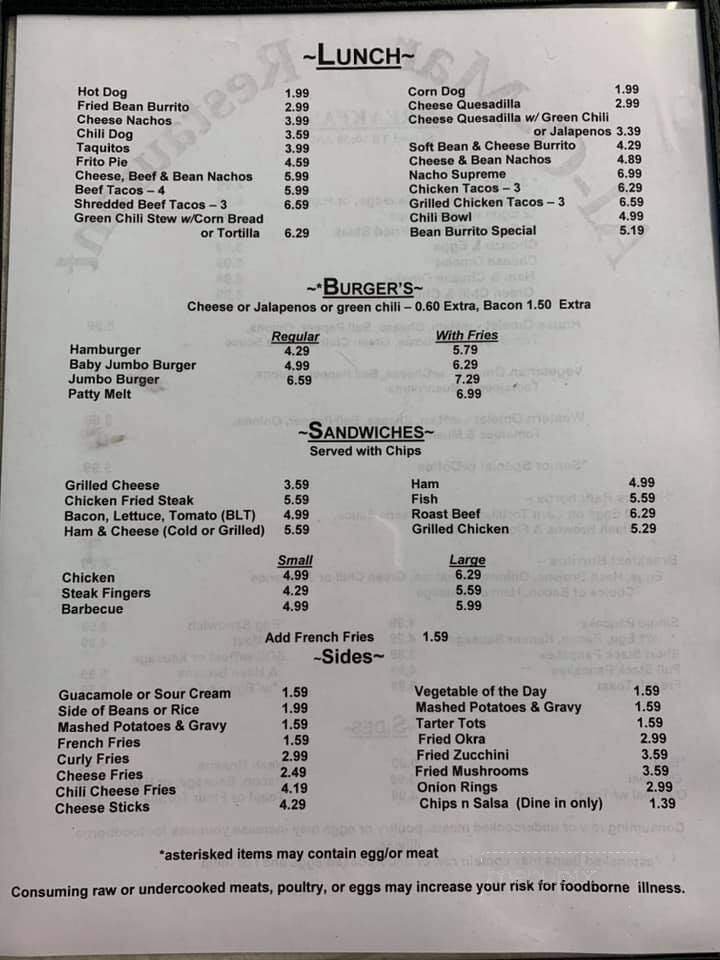 ~LUNCH~
Hot Dog 1.99
Fried Bean Burrito 2.99
Cheese Nachos 3.99
Chili Dog 3.59
Taquitos 3.99
Frito Pie 4.59
Cheese, Beef & Bean Nachos 5.99
Beef Tacos – 4 5.99
Shredded Beef Tacos – 3 6.59
Green Chili Stew w/Corn Bread
or Tortilla 6.29
Corn Dog 1.99
Cheese Quesadilla 2.99
Cheese Quesadilla w/ Green Chili
or Jalapenos 3.39
Soft Bean & Cheese Burrito 4.29
Cheese & Bean Nachos 4.89
Nacho Supreme 6.99
Chicken Tacos – 3 6.29
Grilled Chicken Tacos – 3 6.59
Chili Bowl 4.99
Bean Burrito Special 5.19
~*BURGER'S~
Cheese or Jalapenos or green chili – 0.60 Extra, Bacon 1.50 Extra
Regular With Fries
Hamburger 4.29 5.79
Baby Jumbo Burger 4.99 6.29
Jumbo Burger 6.59 7.29
Patty Melt 6.99
~SANDWICHES~
Served with Chips
Grilled Cheese 3.59
Chicken Fried Steak 5.59
Bacon, Lettuce, Tomato (BLT) 4.99
Ham & Cheese (Cold or Grilled) 5.59
Ham 4.99
Fish 5.59
Roast Beef 6.29
Grilled Chicken 5.29
Small Large
Chicken 4.99 6.29
Steak Fingers 4.29 5.59
Barbecue 4.99 5.99
Add French Fries 1.59
~Sides~
Guacamole or Sour Cream 1.59
Side of Beans or Rice 1.99
Mashed Potatoes & Gravy 1.59
French Fries 1.59
Curly Fries 2.99
Cheese Fries 2.49
Chili Cheese Fries 4.19
Cheese Sticks 4.29
Vegetable of the Day 1.59
Mashed Potatoes & Gravy 1.59
Tarter Tots 1.59
Fried Okra 2.99
Fried Zucchini 3.59
Fried Mushrooms 3.59
Onion Rings 2.99
Chips n Salsa (Dine in only) 1.39
*asterisked items may contain egg/or meat
Consuming raw or undercooked meats, poultry, or eggs may increase your risk for foodborne illness.